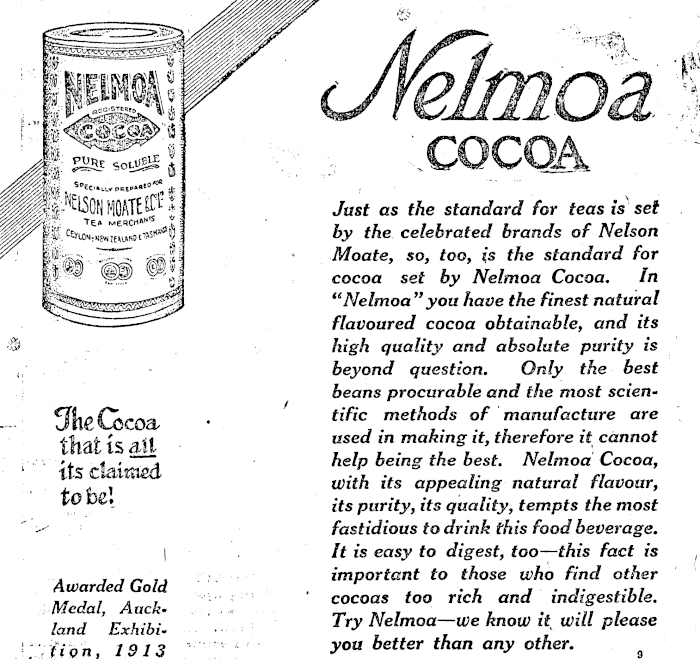 NELMOA
REGISTERED
COCOA
PURE SOLUBLE
SPECIALLY PREPARED FOR
NELSON MOATE & Co LTD
TEA MERCHANTS
CEYLON, NEW ZEALAND & TASMANIA
The Cocoa
that is all
its claimed
to be!
Awarded Gold
Medal, Auck-
land Exhibi-
tion, 1913
Nelmoa
COCOA
Just as the standard for teas is set
by the celebrated brands of Nelson
Moate, so, too, is the standard for
cocoa set by Nelmoa Cocoa. In
“Nelmoa” you have the finest natural
flavoured cocoa obtainable, and its
high quality and absolute purity is
beyond question. Only the best
beans procurable and the most scien-
tific methods of manufacture are
used in making it, therefore it cannot
help being the best. Nelmoa Cocoa,
with its appealing natural flavour,
its purity, its quality, tempts the most
fastidious to drink this food beverage.
It is easy to digest, too—this fact is
important to those who find other
cocoas too rich and indigestible.
Try Nelmoa—we know it will please
you better than any other.
9